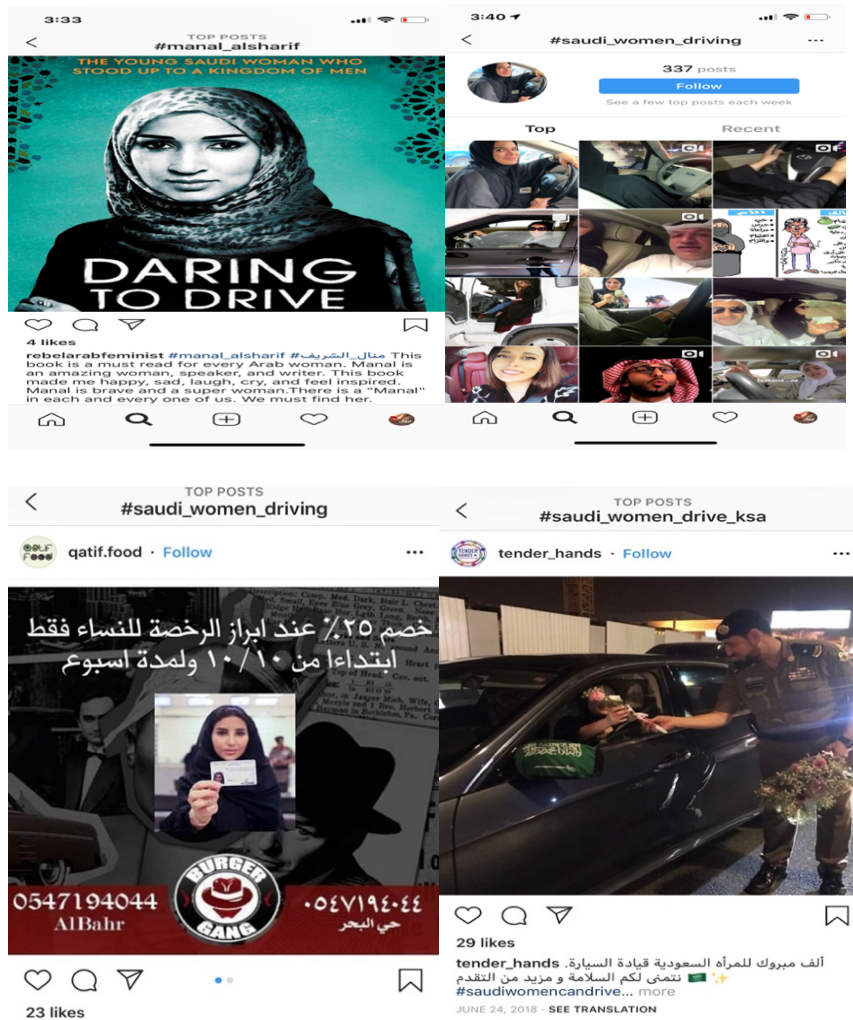 3:33
TOP POSTS
#manal_alsharif
THE YOUNG SAUDI WOMAN WHO
STOOD UP TO A KINGDOM OF MEN
DARING
TO DRIVE
4 likes
rebelarabfeminist #manal_alsharif #منال_الشريف This
book is a must read for every Arab woman. Manal is
an amazing woman, speaker, and writer. This book
made me happy, sad, laugh, cry, and feel inspired.
Manal is brave and a super woman.There is a "Manal"
in each and every one of us. We must find her.
3:40
#saudi_women_driving
337 posts
Follow
See a few top posts each week
Top
Recent
TOP POSTS
#saudi_women_driving
qatif.food · Follow
خصم ٢٥٪ عند ابراز الرخصة للنساء فقط
ابتداءا من ١٠/١٠ ولمدة اسبوع
BURGER
GANG
0547194044
AlBahr
٠٥٤٧١٩٤٠٤٤
حي البحر
23 likes
TOP POSTS
#saudi_women_drive_ksa
TENDER
HANDS
tender_hands · Follow
29 likes
tender_hands ألف مبروك للمرأه السعودية قيادة السيارة.
نتمنى لكم السلامة و مزيد من التقدم 🇸🇦 ✨
#saudiwomencandrive... more
JUNE 24, 2018 · SEE TRANSLATION